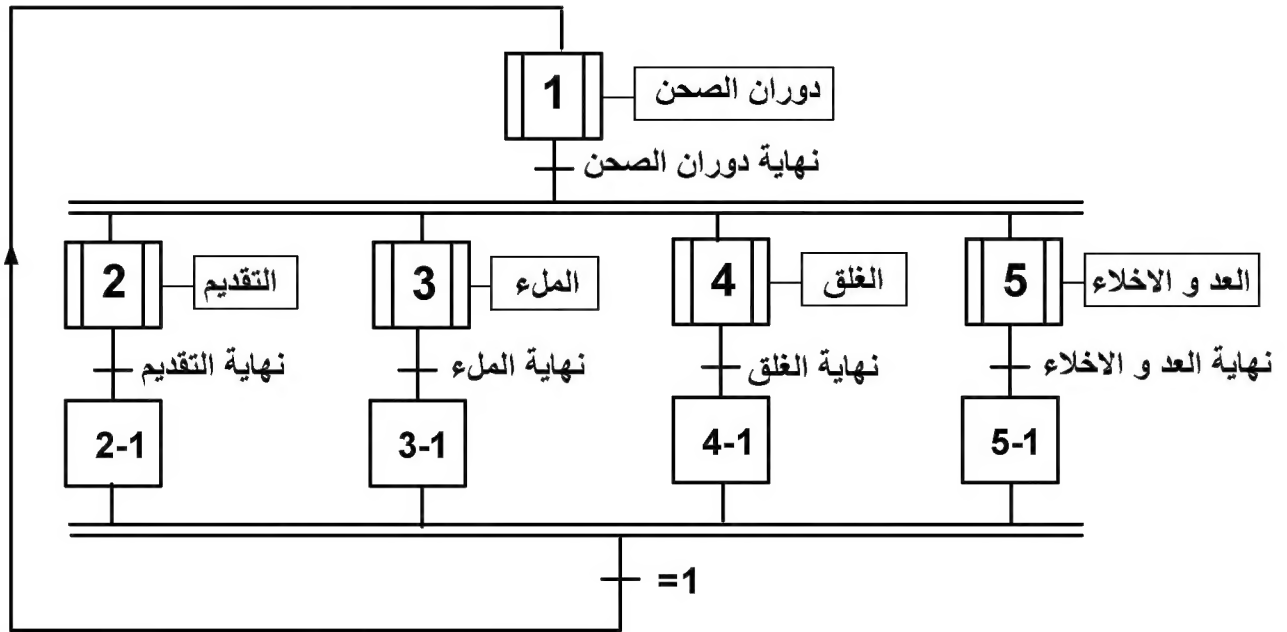 1 دوران الصحن
نهاية دوران الصحن
2 التقديم 3 الملء 4 الغلق 5 العد و الاخلاء
نهاية التقديم نهاية الملء نهاية الغلق نهاية العد و الاخلاء
2-1 3-1 4-1 5-1
=1